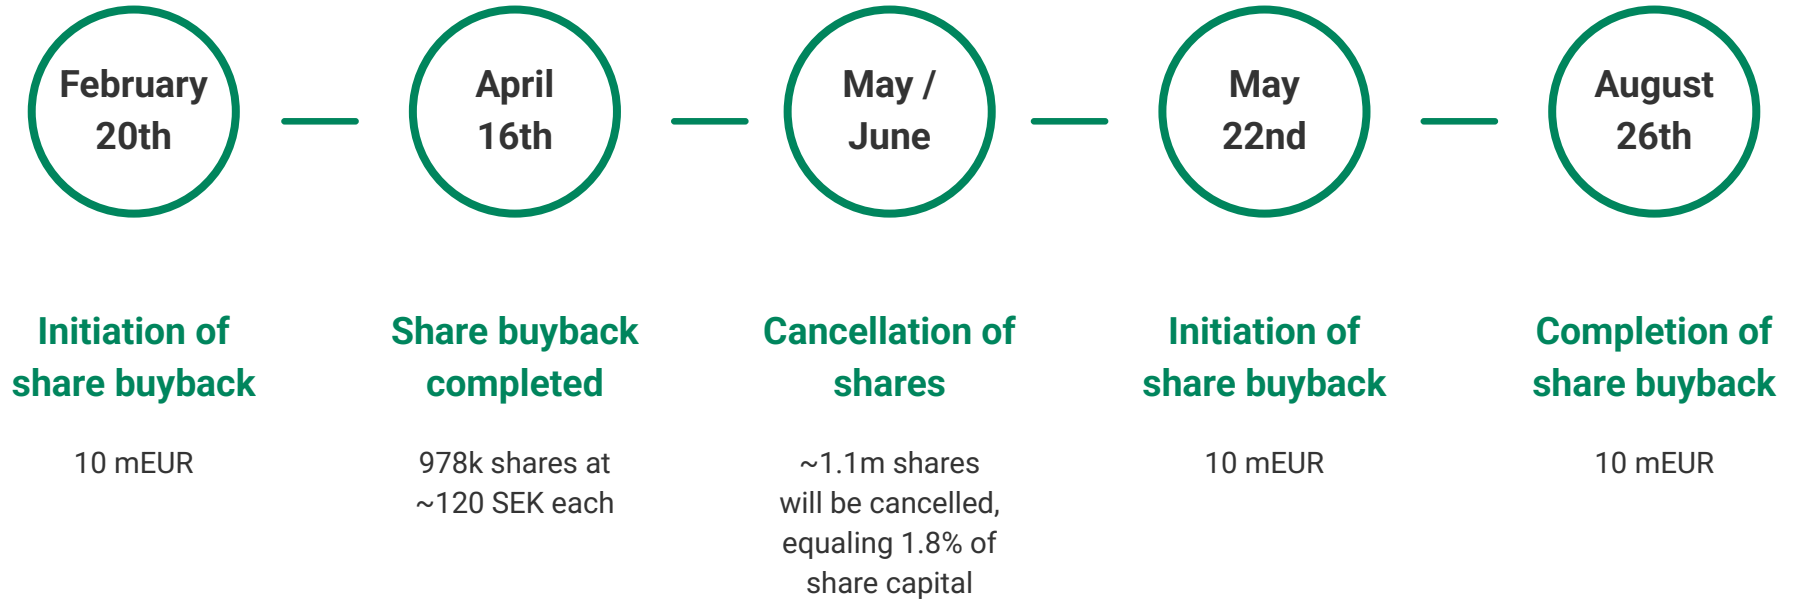 February
20th
April
16th
May /
June
May
22nd
August
26th
Initiation of
share buyback
10 mEUR
Share buyback
completed
978k shares at
~120 SEK each
Cancellation of
shares
~1.1m shares
will be cancelled,
equaling 1.8% of
share capital
Initiation of
share buyback
10 mEUR
Completion of
share buyback
10 mEUR